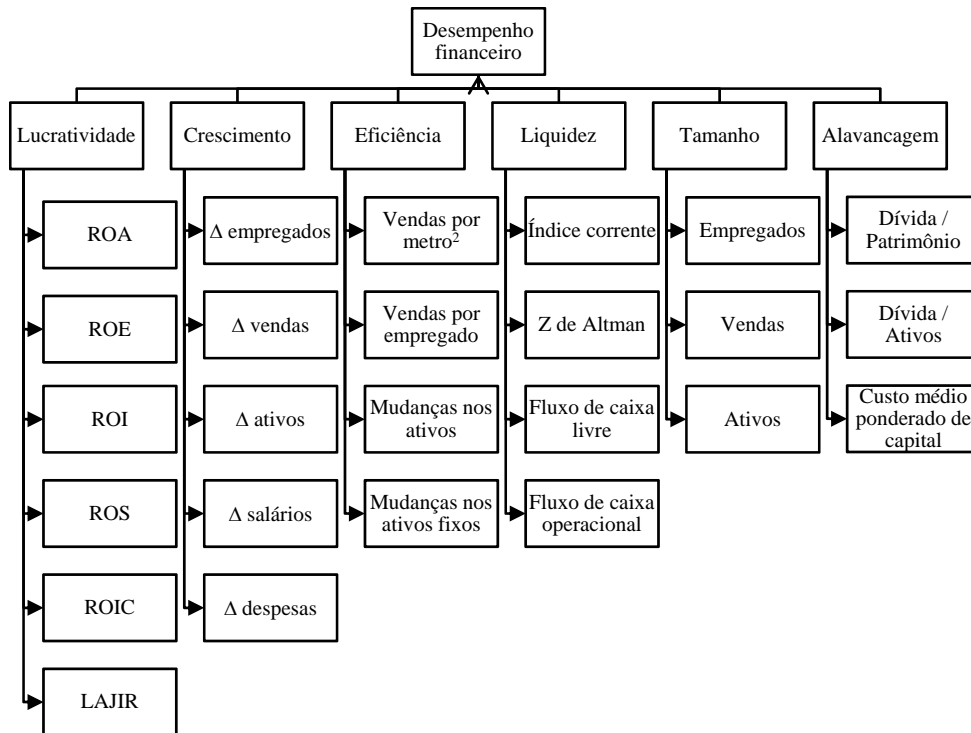 Desempenho
financeiro
Lucratividade
Crescimento
Eficiência
Liquidez
Tamanho
Alavancagem
ROA
Δ empregados
Vendas por
metro²
Índice corrente
Empregados
Dívida /
Patrimônio
ROE
Δ vendas
Vendas por
empregado
Z de Altman
Vendas
Dívida /
Ativos
ROI
Δ ativos
Mudanças nos
ativos
Fluxo de caixa
livre
Ativos
Custo médio
ponderado de
capital
ROS
Δ salários
Mudanças nos
ativos fixos
Fluxo de caixa
operacional
ROIC
Δ despesas
LAJIR